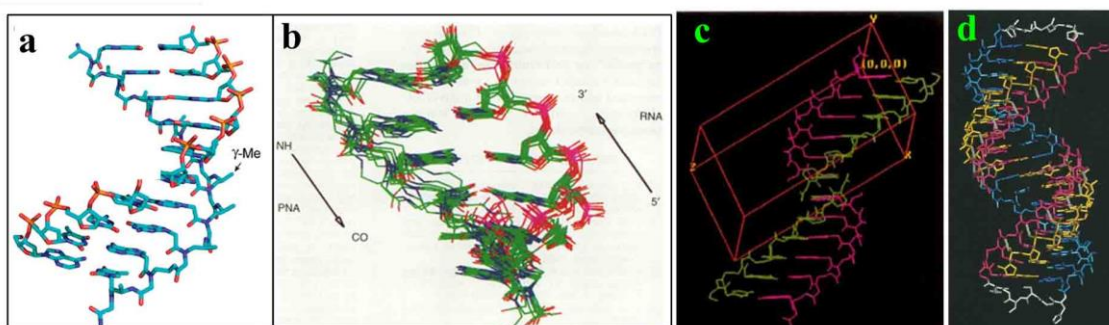 a
γ-Me
b
NH
PNA
CO
3'
RNA
5'
c
Y
(0,0,0)
Z
X
d